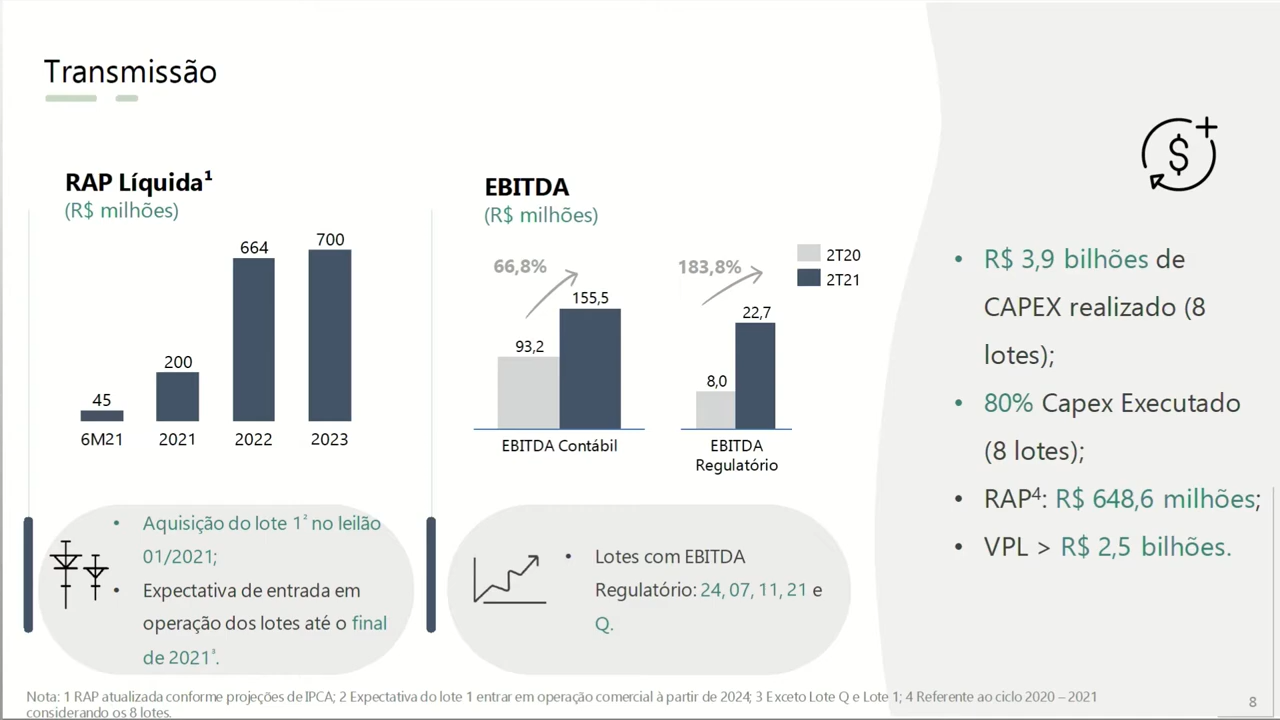 Transmissão
RAP Líquida¹
(R$ milhões)
45
200
664
700
6M21
2021
2022
2023
EBITDA
(R$ milhões)
66,8%
183,8%
2T20
2T21
93,2
155,5
8,0
22,7
EBITDA Contábil
EBITDA
Regulatório
• Aquisição do lote 1² no leilão
01/2021;
• Expectativa de entrada em
operação dos lotes até o final
de 2021³.
• Lotes com EBITDA
Regulatório: 24, 07, 11, 21 e
Q.
$
• R$ 3,9 bilhões de
CAPEX realizado (8
lotes);
• 80% Capex Executado
(8 lotes);
• RAP⁴: R$ 648,6 milhões;
• VPL > R$ 2,5 bilhões.
Nota: 1 RAP atualizada conforme projeções de IPCA; 2 Expectativa do lote 1 entrar em operação comercial à partir de 2024; 3 Exceto Lote Q e Lote 1; 4 Referente ao ciclo 2020 – 2021
considerando os 8 lotes.
8